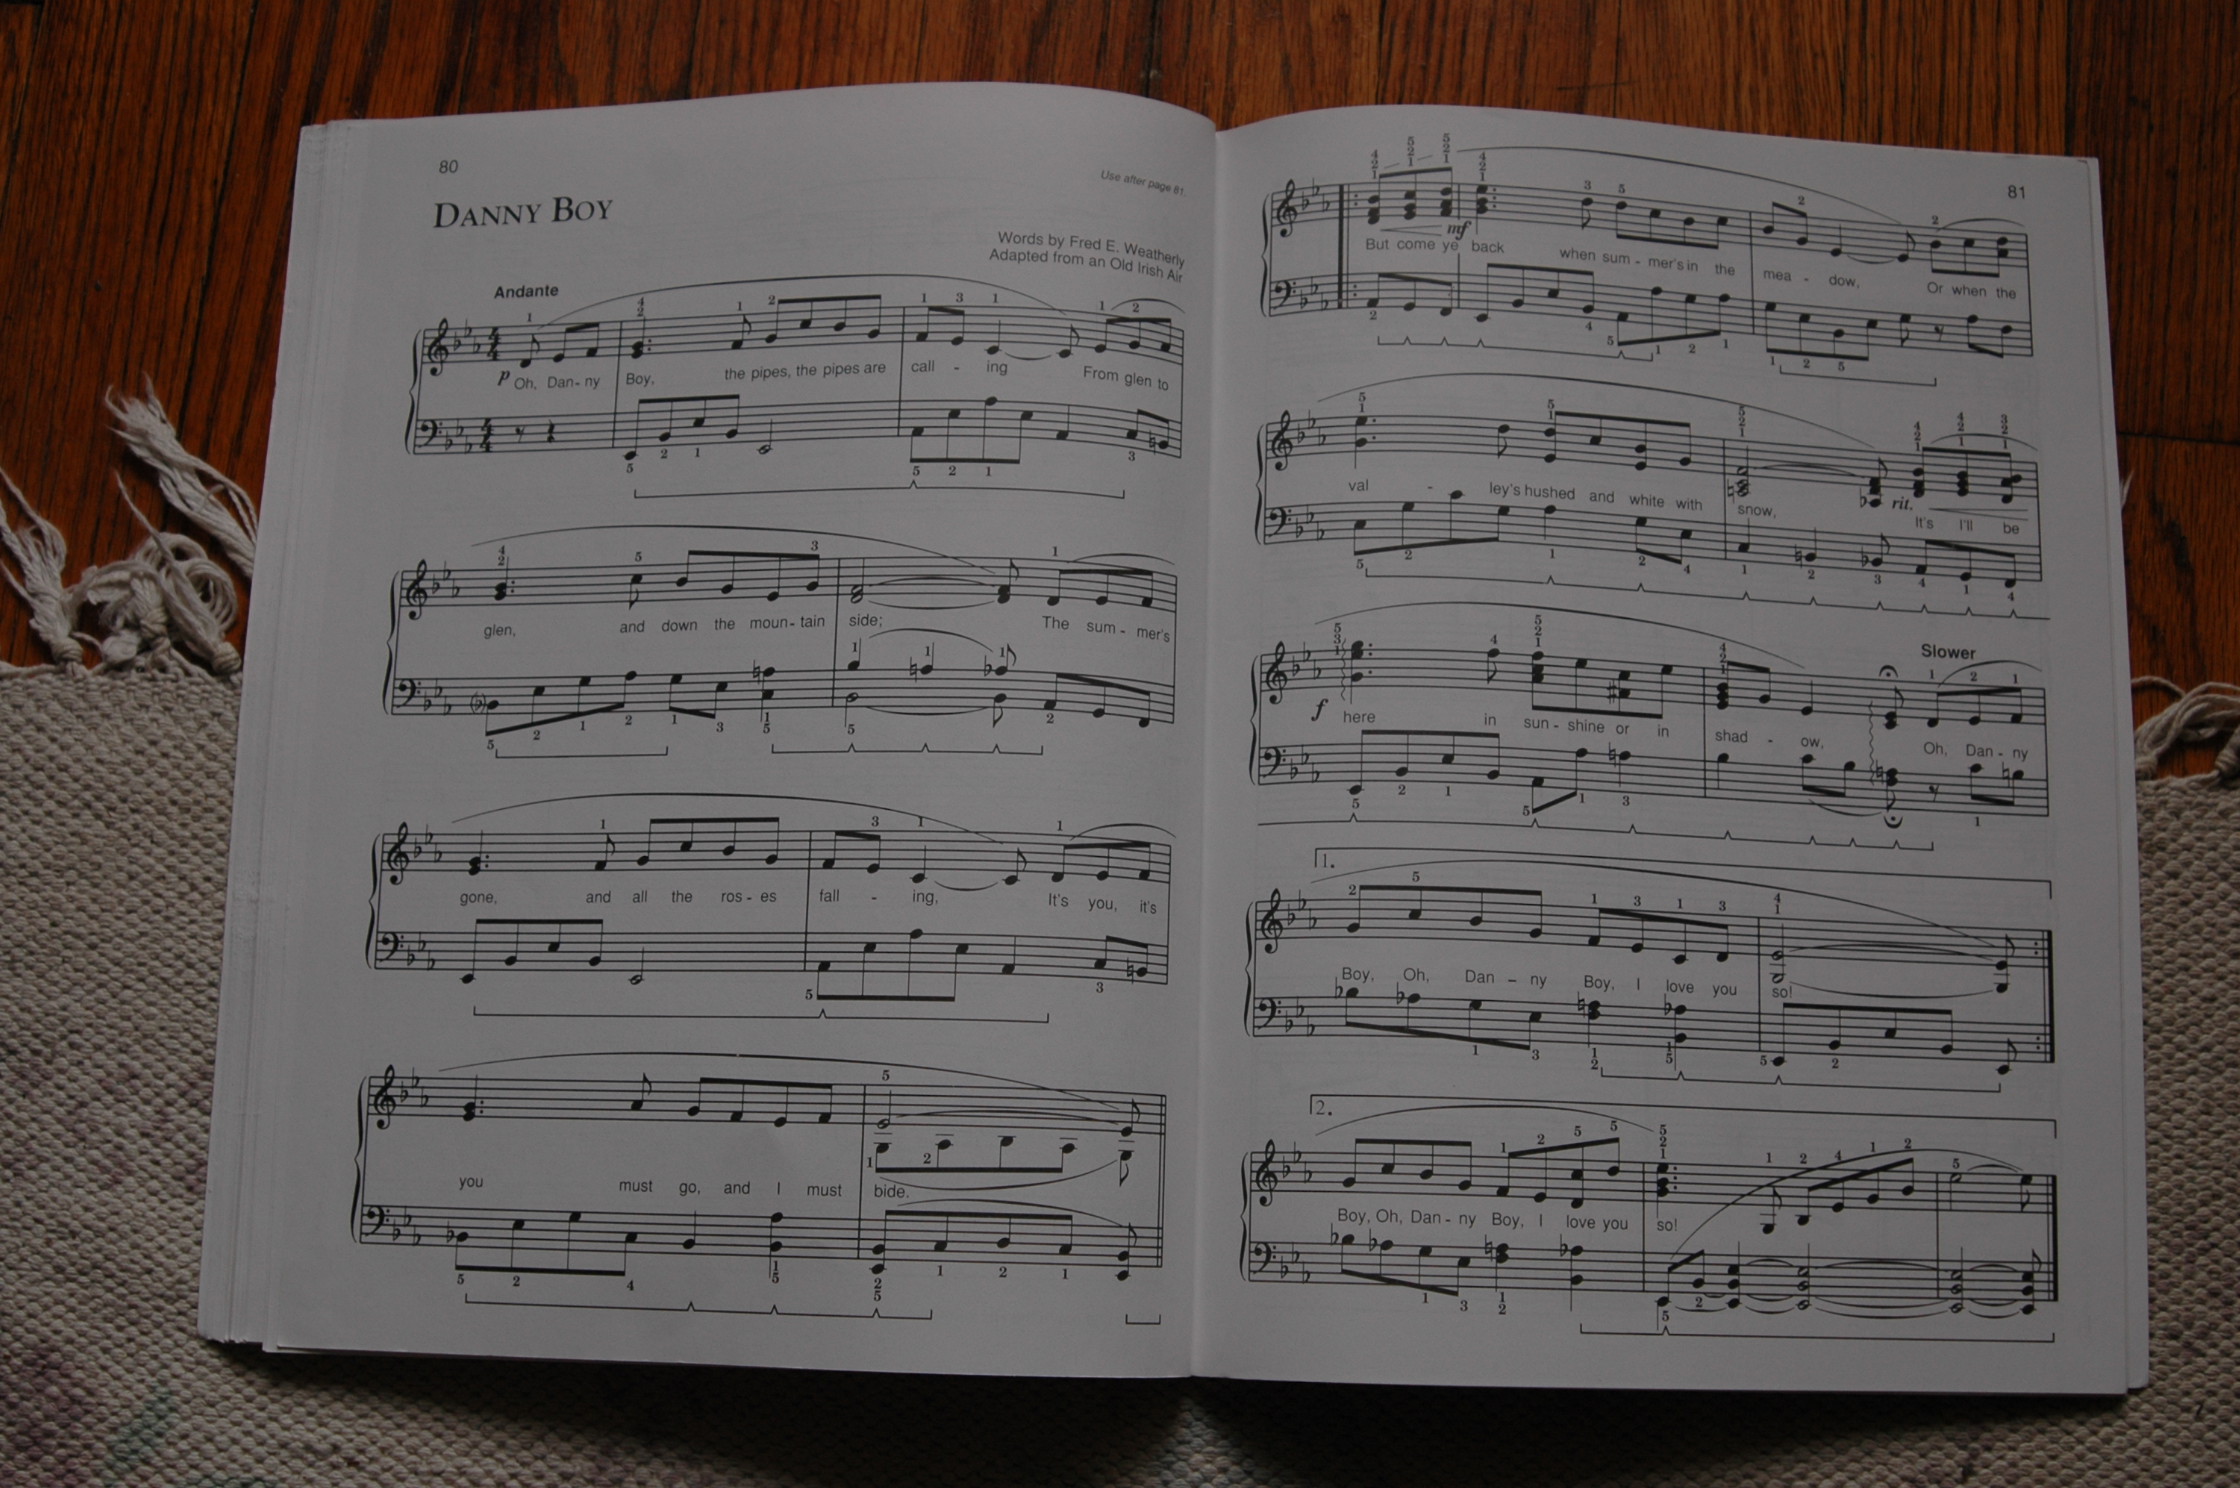 80
Use after page 81.
DANNY BOY
Words by Fred E. Weatherly
Adapted from an Old Irish Air
Andante
p Oh, Dan - ny Boy, the pipes, the pipes are call - ing From glen to
glen, and down the moun - tain side; The sum - mer's
gone, and all the ros - es fall - ing, It's you, it's
you must go, and I must bide.
81
mf
But come ye back when sum - mer's in the mea - dow, Or when the
rit.
val - ley's hushed and white with snow, It's I'll be
Slower
f here in sun - shine or in shad - ow, Oh, Dan - ny
1.
Boy, Oh, Dan - ny Boy, I love you so!
2.
Boy, Oh, Dan - ny Boy, I love you so!